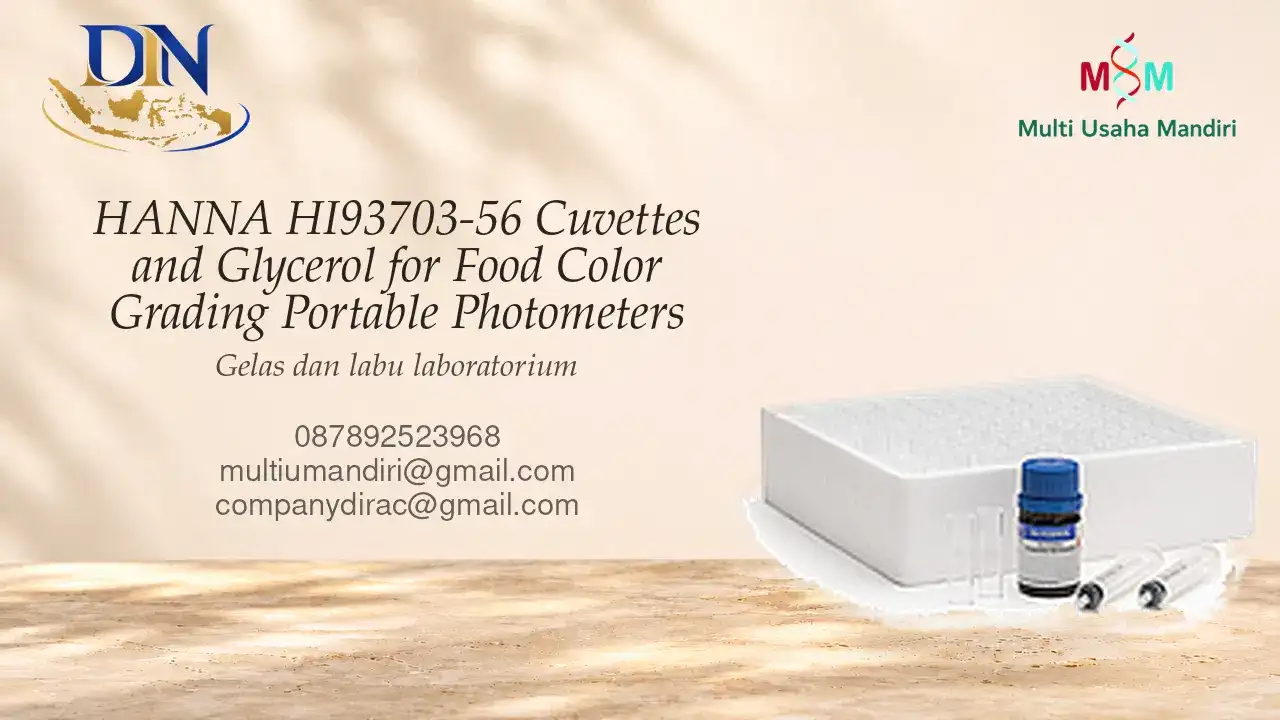 DIN
MSM
Multi Usaha Mandiri
HANNA HI93703-56 Cuvettes
and Glycerol for Food Color
Grading Portable Photometers
Gelas dan labu laboratorium
087892523968
multiumandiri@gmail.com
companydirac@gmail.com